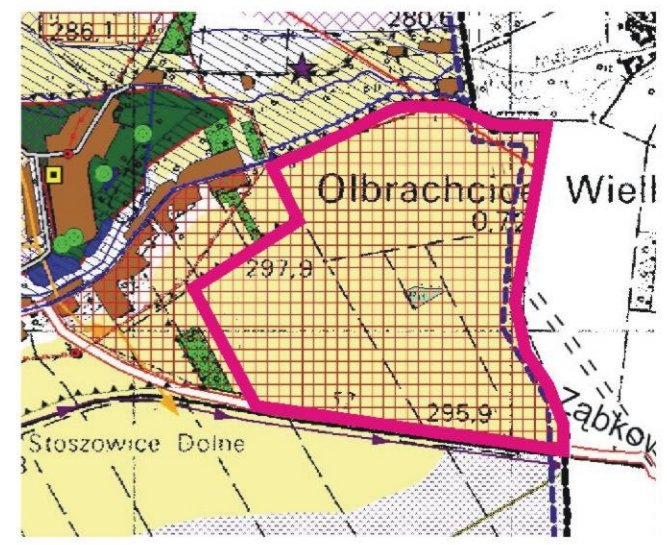 286,1
280,6
Olbrachcice Wielk
0.72
297,9
295,9
Ząbkow
Stoszowice Dolne